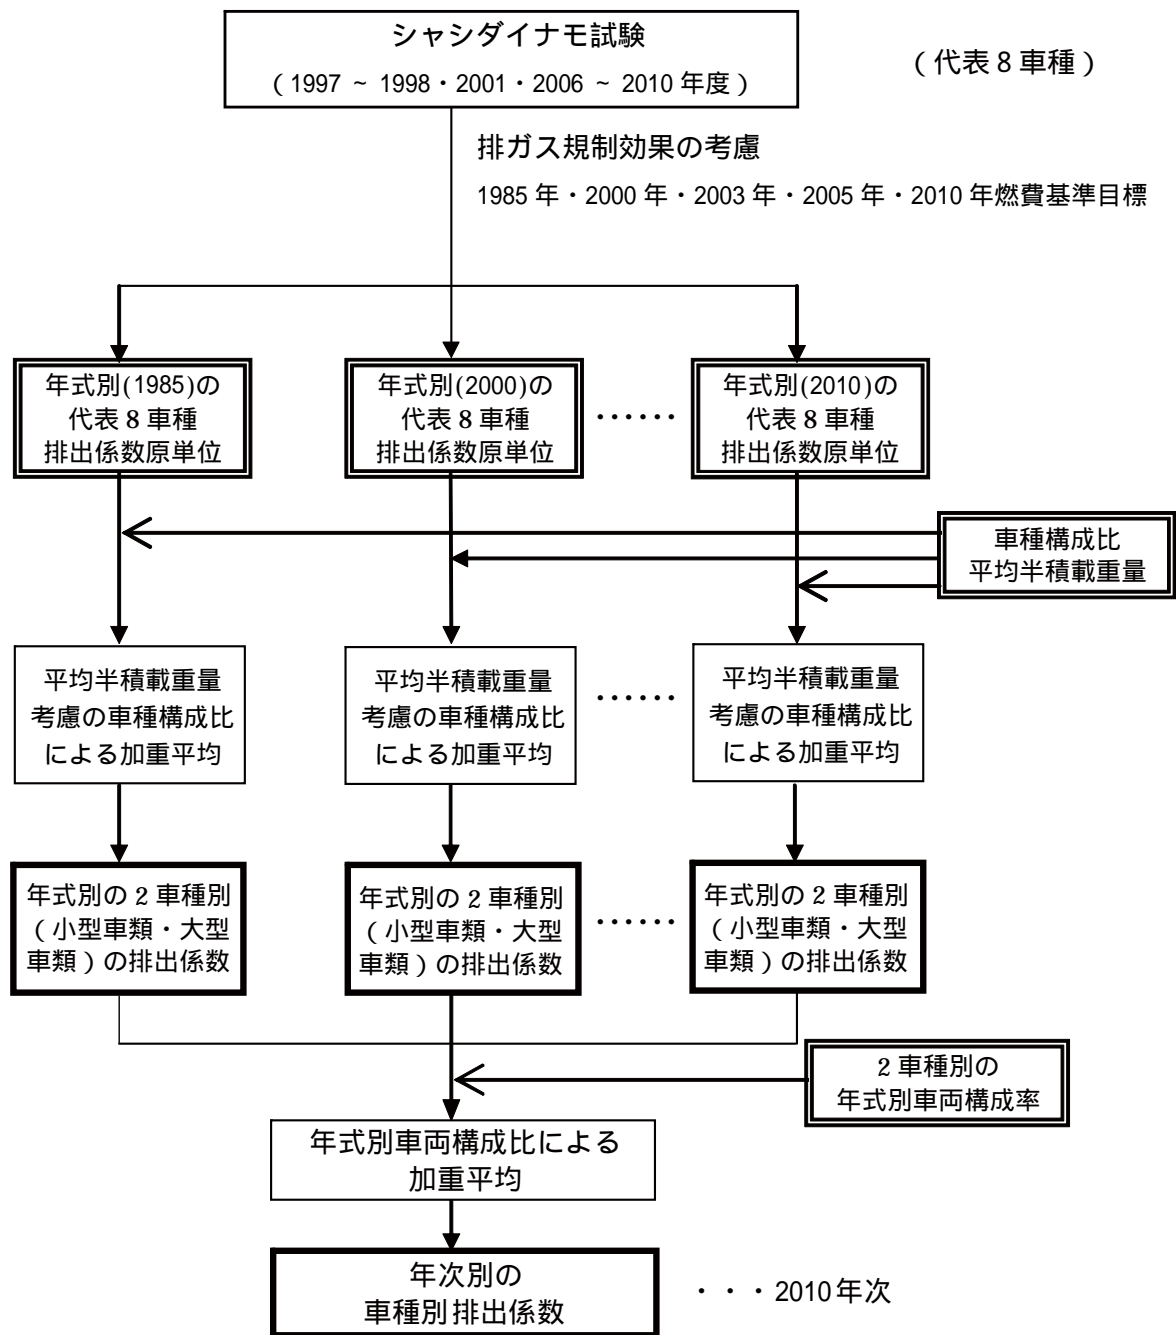 シャシダイナモ試験
（1997 ~ 1998・2001・2006 ~ 2010 年度）
（代表 8 車種）
排ガス規制効果の考慮
1985 年・2000 年・2003 年・2005 年・2010 年燃費基準目標
年式別(1985)の
代表 8 車種
排出係数原単位
年式別(2000)の
代表 8 車種
排出係数原単位
……
年式別(2010)の
代表 8 車種
排出係数原単位
車種構成比
平均半積載重量
平均半積載重量
考慮の車種構成比
による加重平均
平均半積載重量
考慮の車種構成比
による加重平均
……
平均半積載重量
考慮の車種構成比
による加重平均
年式別の 2 車種別
（小型車類・大型
車類）の排出係数
年式別の 2 車種別
（小型車類・大型
車類）の排出係数
……
年式別の 2 車種別
（小型車類・大型
車類）の排出係数
2 車種別の
年式別車両構成率
年式別車両構成比による
加重平均
年次別の
車種別排出係数
・・・2010年次